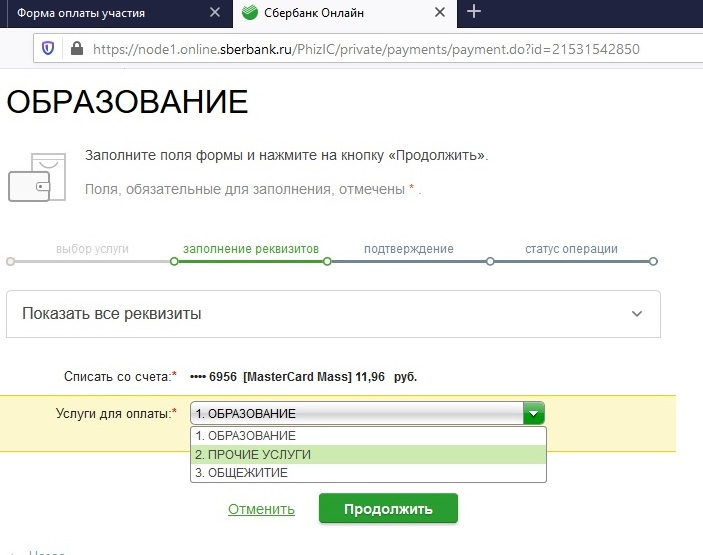 Форма оплаты участия
Сбербанк Онлайн
https://node1.online.sberbank.ru/PhizIC/private/payments/payment.do?id=21531542850
ОБРАЗОВАНИЕ
Заполните поля формы и нажмите на кнопку «Продолжить».
Поля, обязательные для заполнения, отмечены * .
выбор услуги заполнение реквизитов подтверждение статус операции
Показать все реквизиты
Списать со счета:* •••• 6956 [MasterCard Mass] 11,96 руб.
Услуги для оплаты:* 1. ОБРАЗОВАНИЕ
1. ОБРАЗОВАНИЕ
2. ПРОЧИЕ УСЛУГИ
3. ОБЩЕЖИТИЕ
Отменить Продолжить